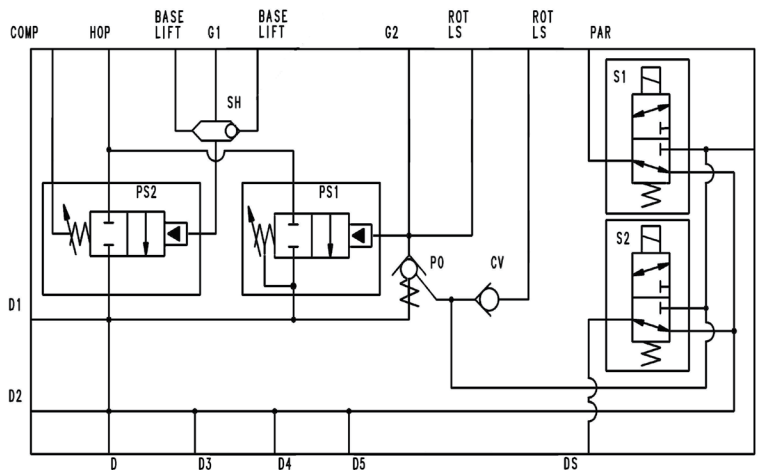 COMP HOP BASE LIFT G1 BASE LIFT G2 ROT LS ROT LS PAR
S1
SH
PS2 PS1
S2
PO CV
D1
D2
D D3 D4 D5 DS